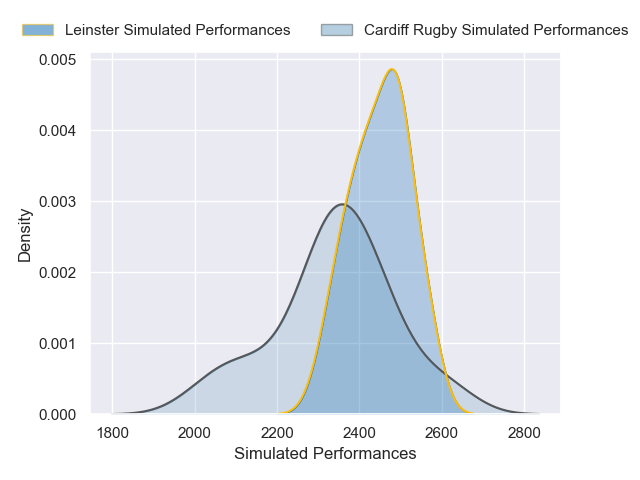 Leinster Simulated Performances
Cardiff Rugby Simulated Performances
0.005
0.004
0.003
0.002
0.001
0.000
Density
1800 2000 2200 2400 2600 2800
Simulated Performances